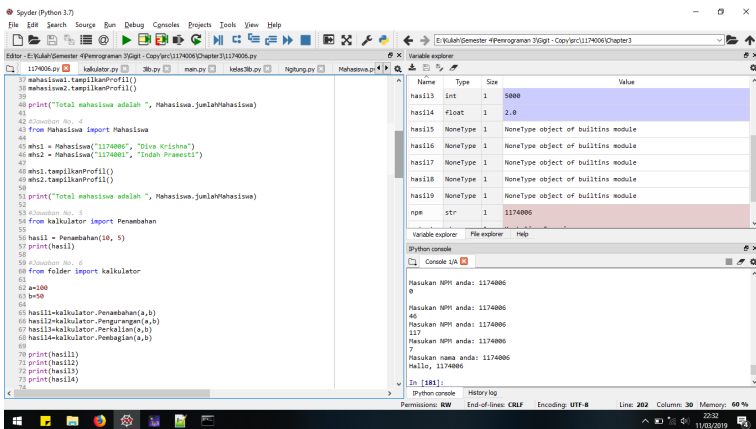 Spyder (Python 3.7)
File Edit Search Source Run Debug Consoles Projects Tools View Help
E:\Kuliah\Semester 4\Pemrograman 3\Gigit - Copy\src\1174006\Chapter3
Editor - E:\Kuliah\Semester 4\Pemrograman 3\Gigit - Copy\src\1174006\Chapter3\1174006.py
1174006.py kalkulator.py 3lib.py main.py kelas3lib.py Ngitung.py Mahasiswa.py
37 mahasiswa1.tampilkanProfil()
38 mahasiswa2.tampilkanProfil()
39
40 print("Total mahasiswa adalah ", Mahasiswa.jumlahMahasiswa)
41
42 #Jawaban No. 4
43 from Mahasiswa import Mahasiswa
44
45 mhs1 = Mahasiswa("1174006", "Diva Krishna")
46 mhs2 = Mahasiswa("1174001", "Indah Pramesti")
47
48 mhs1.tampilkanProfil()
49 mhs2.tampilkanProfil()
50
51 print("Total mahasiswa adalah ", Mahasiswa.jumlahMahasiswa)
52
53 #Jawaban No. 5
54 from kalkulator import Penambahan
55
56 hasil = Penambahan(10, 5)
57 print(hasil)
58
59 #Jawaban No. 6
60 from folder import kalkulator
61
62 a=100
63 b=50
64
65 hasil1=kalkulator.Penambahan(a,b)
66 hasil2=kalkulator.Pengurangan(a,b)
67 hasil3=kalkulator.Perkalian(a,b)
68 hasil4=kalkulator.Pembagian(a,b)
69
70 print(hasil1)
71 print(hasil2)
72 print(hasil3)
73 print(hasil4)
74
Variable explorer
Name Type Size Value
hasil3 int 1 5000
hasil4 float 1 2.0
hasil5 NoneType 1 NoneType object of builtins module
hasil6 NoneType 1 NoneType object of builtins module
hasil7 NoneType 1 NoneType object of builtins module
hasil8 NoneType 1 NoneType object of builtins module
hasil9 NoneType 1 NoneType object of builtins module
npm str 1 1174006
Variable explorer File explorer Help
IPython console
Console 1/A
Masukan NPM anda: 1174006
0
Masukan NPM anda: 1174006
46
Masukan NPM anda: 1174006
117
Masukan NPM anda: 1174006
7
Masukan nama anda: 1174006
Hallo, 1174006
In [181]:
IPython console History log
Permissions: RW End-of-lines: CRLF Encoding: UTF-8 Line: 202 Column: 30 Memory: 60 %
22:32
11/03/2019